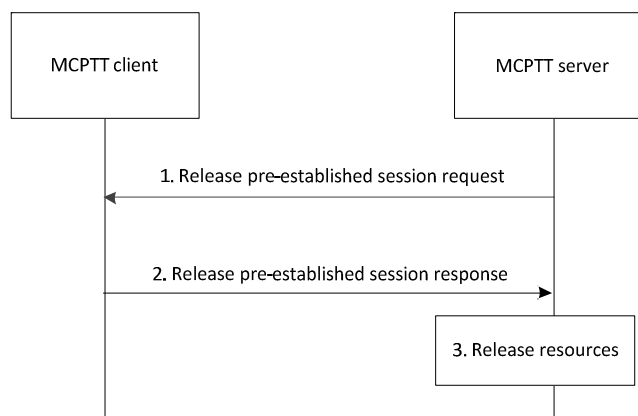 MCPTT client
MCPTT server
1. Release pre-established session request
2. Release pre-established session response
3. Release resources